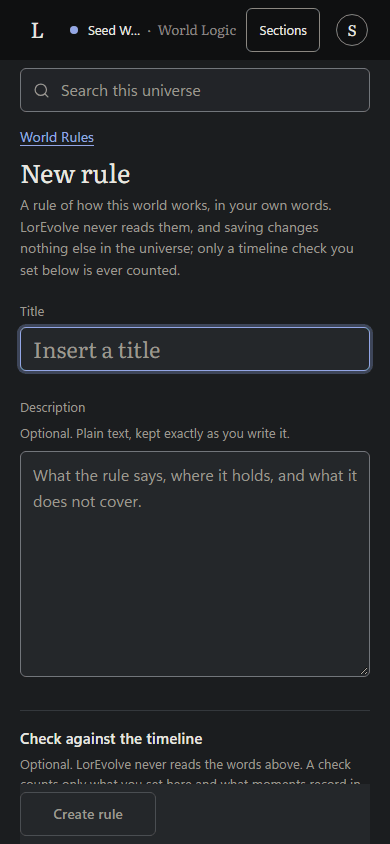 L
Seed W... · World Logic
Sections
S
Search this universe
World Rules
New rule
A rule of how this world works, in your own words.
LorEvolve never reads them, and saving changes
nothing else in the universe; only a timeline check you
set below is ever counted.
Title
Insert a title
Description
Optional. Plain text, kept exactly as you write it.
What the rule says, where it holds, and what it
does not cover.
Check against the timeline
Optional. LorEvolve never reads the words above. A check
counts only what you set here and what moments record in
Create rule